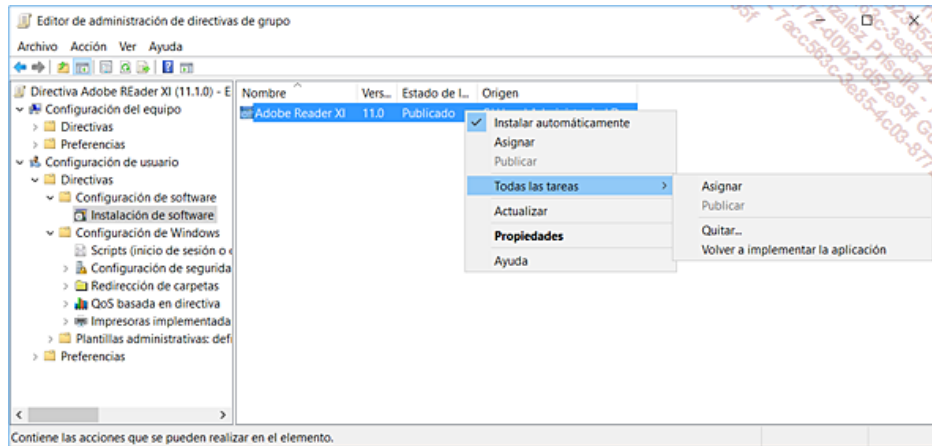 Editor de administración de directivas de grupo
Archivo Acción Ver Ayuda
Directiva Adobe REader XI (11.1.0) - E
Configuración del equipo
Directivas
Preferencias
Configuración de usuario
Directivas
Configuración de software
Instalación de software
Configuración de Windows
Scripts (inicio de sesión o
Configuración de segurida
Redirección de carpetas
QoS basada en directiva
Impresoras implementada
Plantillas administrativas: defi
Preferencias
Nombre Vers... Estado de l... Origen
Adobe Reader XI 11.0 Publicado
Instalar automáticamente
Asignar
Publicar
Todas las tareas
Actualizar
Propiedades
Ayuda
Asignar
Publicar
Quitar...
Volver a implementar la aplicación
Contiene las acciones que se pueden realizar en el elemento.